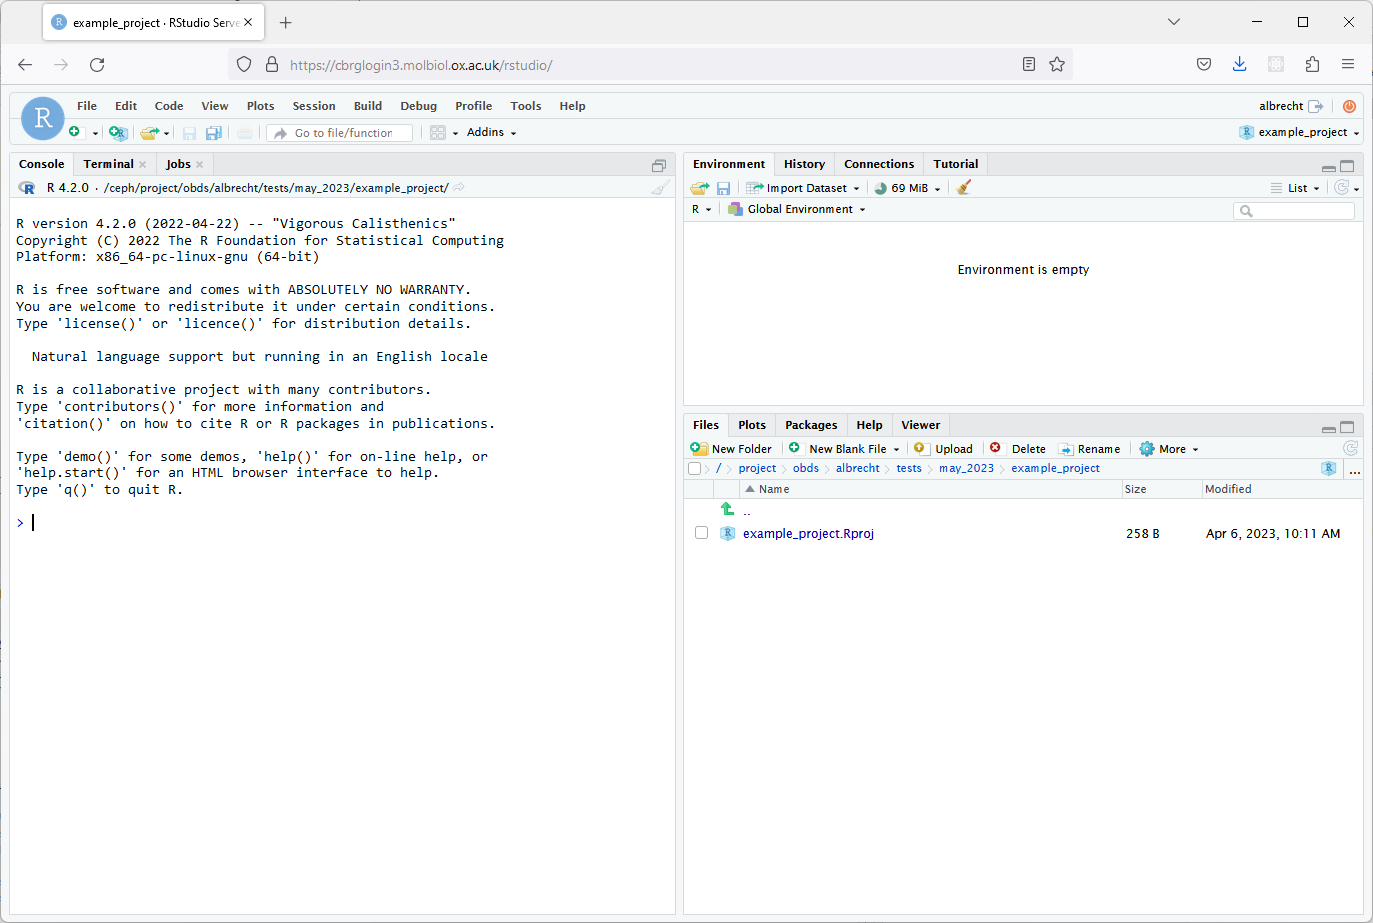 example_project · RStudio Serve
https://cbrglogin3.molbiol.ox.ac.uk/rstudio/
R
File Edit Code View Plots Session Build Debug Profile Tools Help
albrecht
Go to file/function
Addins
example_project
Console Terminal Jobs
R 4.2.0 · /ceph/project/obds/albrecht/tests/may_2023/example_project/
R version 4.2.0 (2022-04-22) -- "Vigorous Calisthenics"
Copyright (C) 2022 The R Foundation for Statistical Computing
Platform: x86_64-pc-linux-gnu (64-bit)
R is free software and comes with ABSOLUTELY NO WARRANTY.
You are welcome to redistribute it under certain conditions.
Type 'license()' or 'licence()' for distribution details.
Natural language support but running in an English locale
R is a collaborative project with many contributors.
Type 'contributors()' for more information and
'citation()' on how to cite R or R packages in publications.
Type 'demo()' for some demos, 'help()' for on-line help, or
'help.start()' for an HTML browser interface to help.
Type 'q()' to quit R.
>
Environment History Connections Tutorial
Import Dataset 69 MiB List
R Global Environment
Environment is empty
Files Plots Packages Help Viewer
New Folder New Blank File Upload Delete Rename More
/ project obds albrecht tests may_2023 example_project R ...
Name Size Modified
..
example_project.Rproj 258 B Apr 6, 2023, 10:11 AM